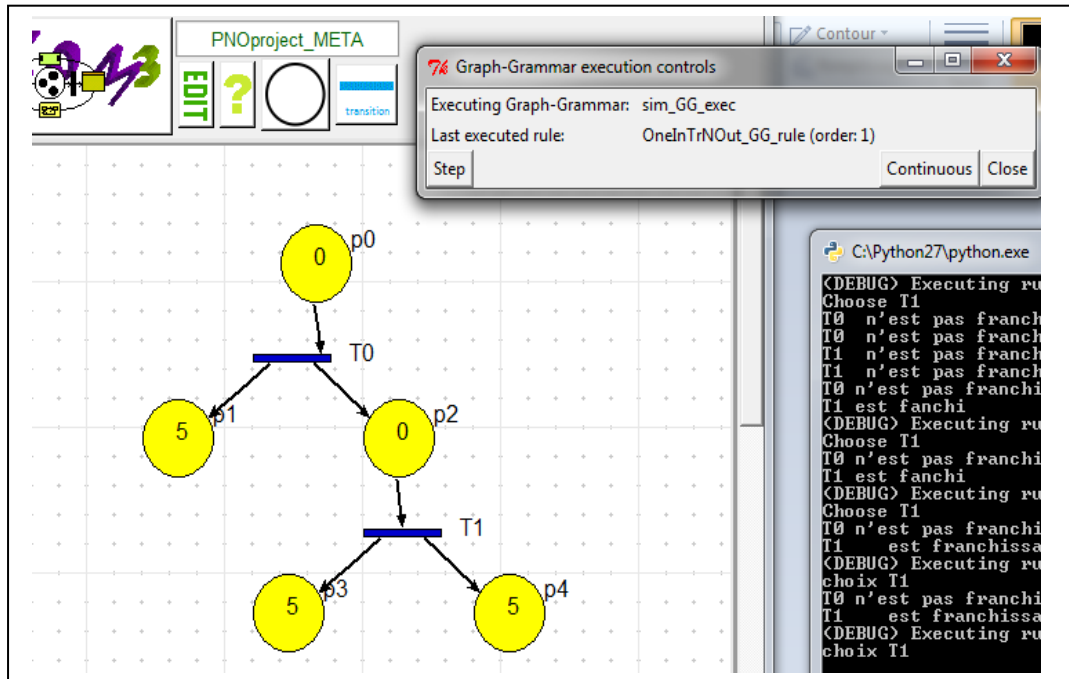 PNOproject_META
EDIT
?
transition
Contour
Graph-Grammar execution controls
Executing Graph-Grammar: sim_GG_exec
Last executed rule: OneInTrNOut_GG_rule (order: 1)
Step Continuous Close
0 p0
T0
5 p1
0 p2
T1
5 p3
5 p4
C:\Python27\python.exe
<DEBUG> Executing ru
Choose T1
T0 n'est pas franch
T0 n'est pas franch
T1 n'est pas franch
T1 n'est pas franch
T0 n'est pas franchi
T1 est fanchi
<DEBUG> Executing ru
Choose T1
T0 n'est pas franchi
T1 est fanchi
<DEBUG> Executing ru
Choose T1
T0 n'est pas franchi
T1 est franchissa
<DEBUG> Executing ru
choix T1
T0 n'est pas franchi
T1 est franchissa
<DEBUG> Executing ru
choix T1